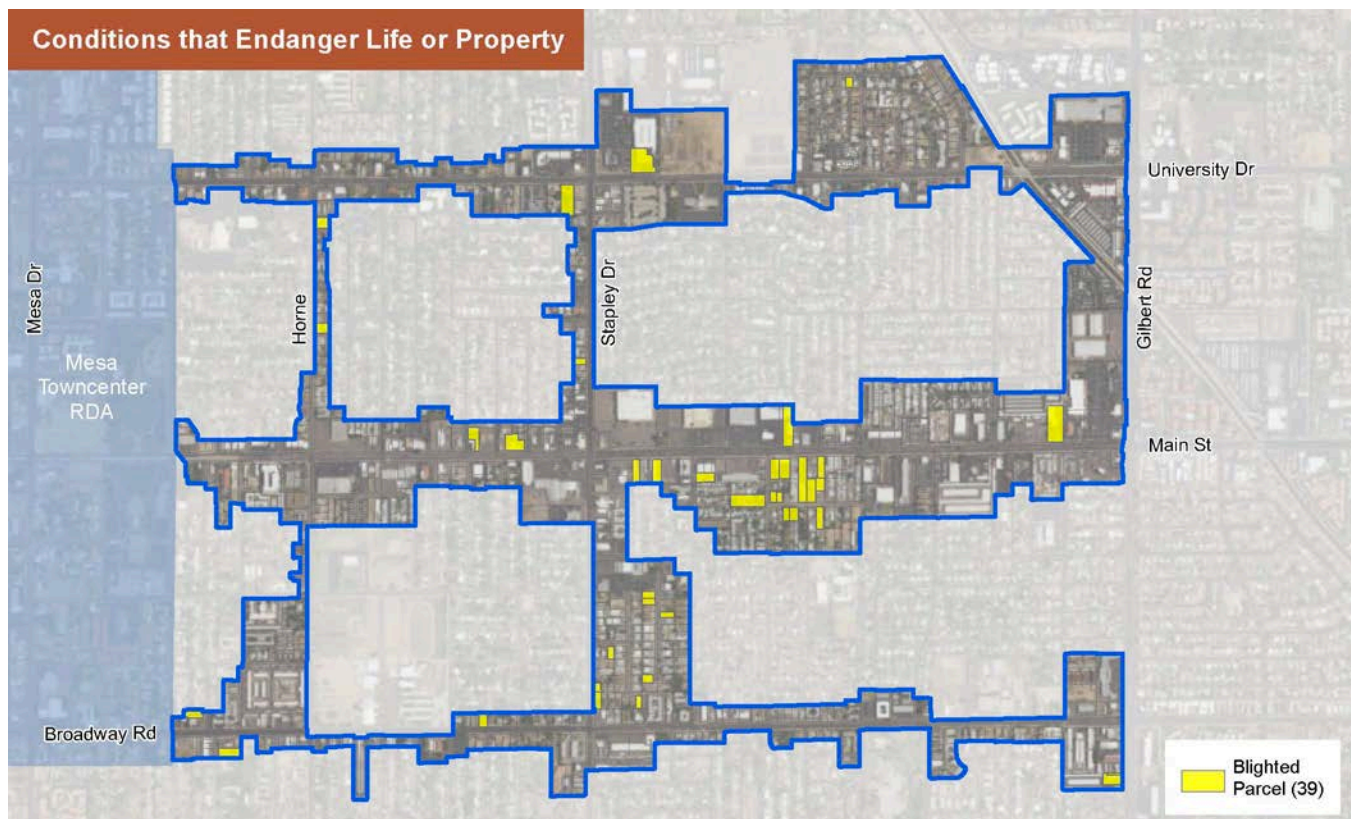 Conditions that Endanger Life or Property
University Dr
Mesa Dr
Horne
Stapley Dr
Gilbert Rd
Mesa
Towncenter
RDA
Main St
Broadway Rd
Blighted
Parcel (39)